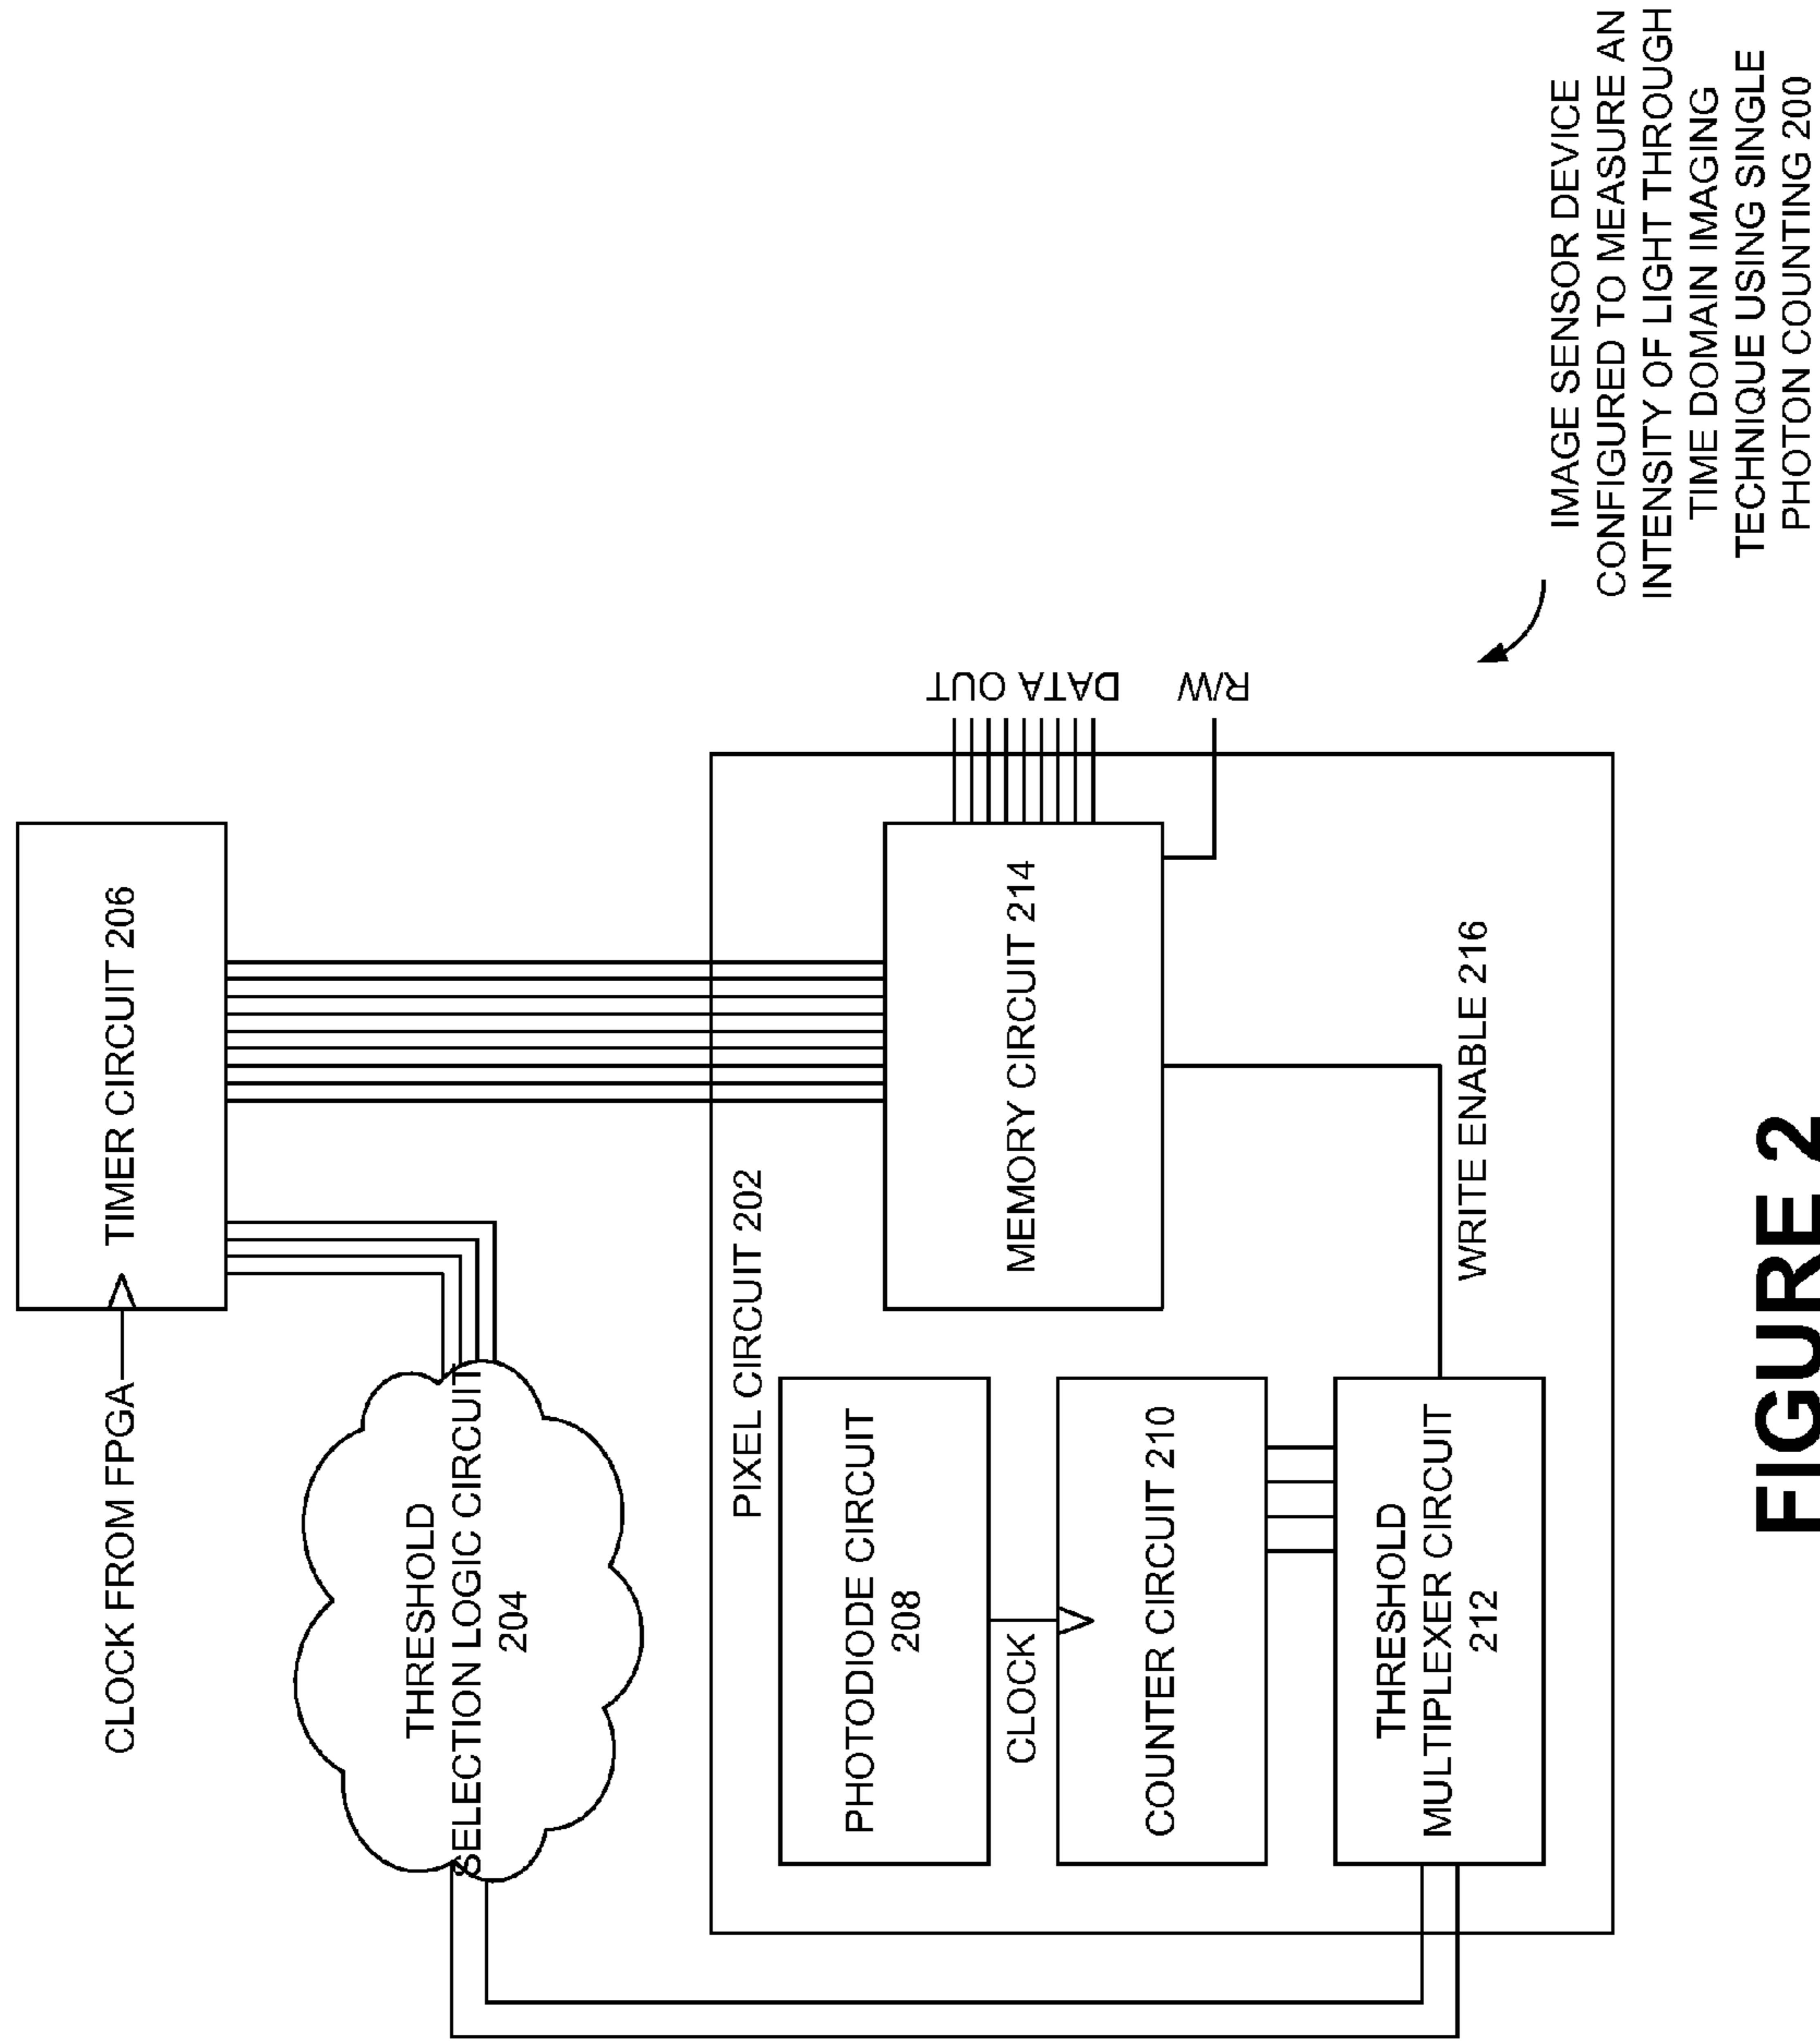 CLOCK FROM FPGA
TIMER CIRCUIT 206
THRESHOLD
SELECTION LOGIC CIRCUIT
204
PIXEL CIRCUIT 202
PHOTODIODE CIRCUIT
208
CLOCK
COUNTER CIRCUIT 210
THRESHOLD
MULTIPLEXER CIRCUIT
212
MEMORY CIRCUIT 214
WRITE ENABLE 216
DATA OUT
R/W
IMAGE SENSOR DEVICE
CONFIGURED TO MEASURE AN
INTENSITY OF LIGHT THROUGH
TIME DOMAIN IMAGING
TECHNIQUE USING SINGLE
PHOTON COUNTING 200
FIGURE 2